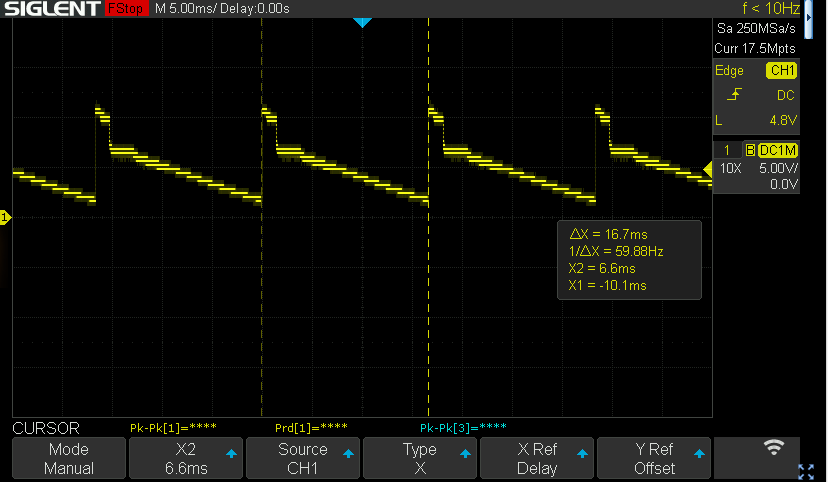 SIGLENT FStop M 5.00ms/ Delay:0.00s f < 10Hz
Sa 250MSa/s
Curr 17.5Mpts
Edge CH1
DC
L 4.8V
1 B DC1M
10X 5.00V/
0.0V
1
ΔX = 16.7ms
1/ΔX = 59.88Hz
X2 = 6.6ms
X1 = -10.1ms
CURSOR Pk-Pk[1]=**** Prd[1]=**** Pk-Pk[3]=****
Mode X2 Source Type X Ref Y Ref
Manual 6.6ms CH1 X Delay Offset